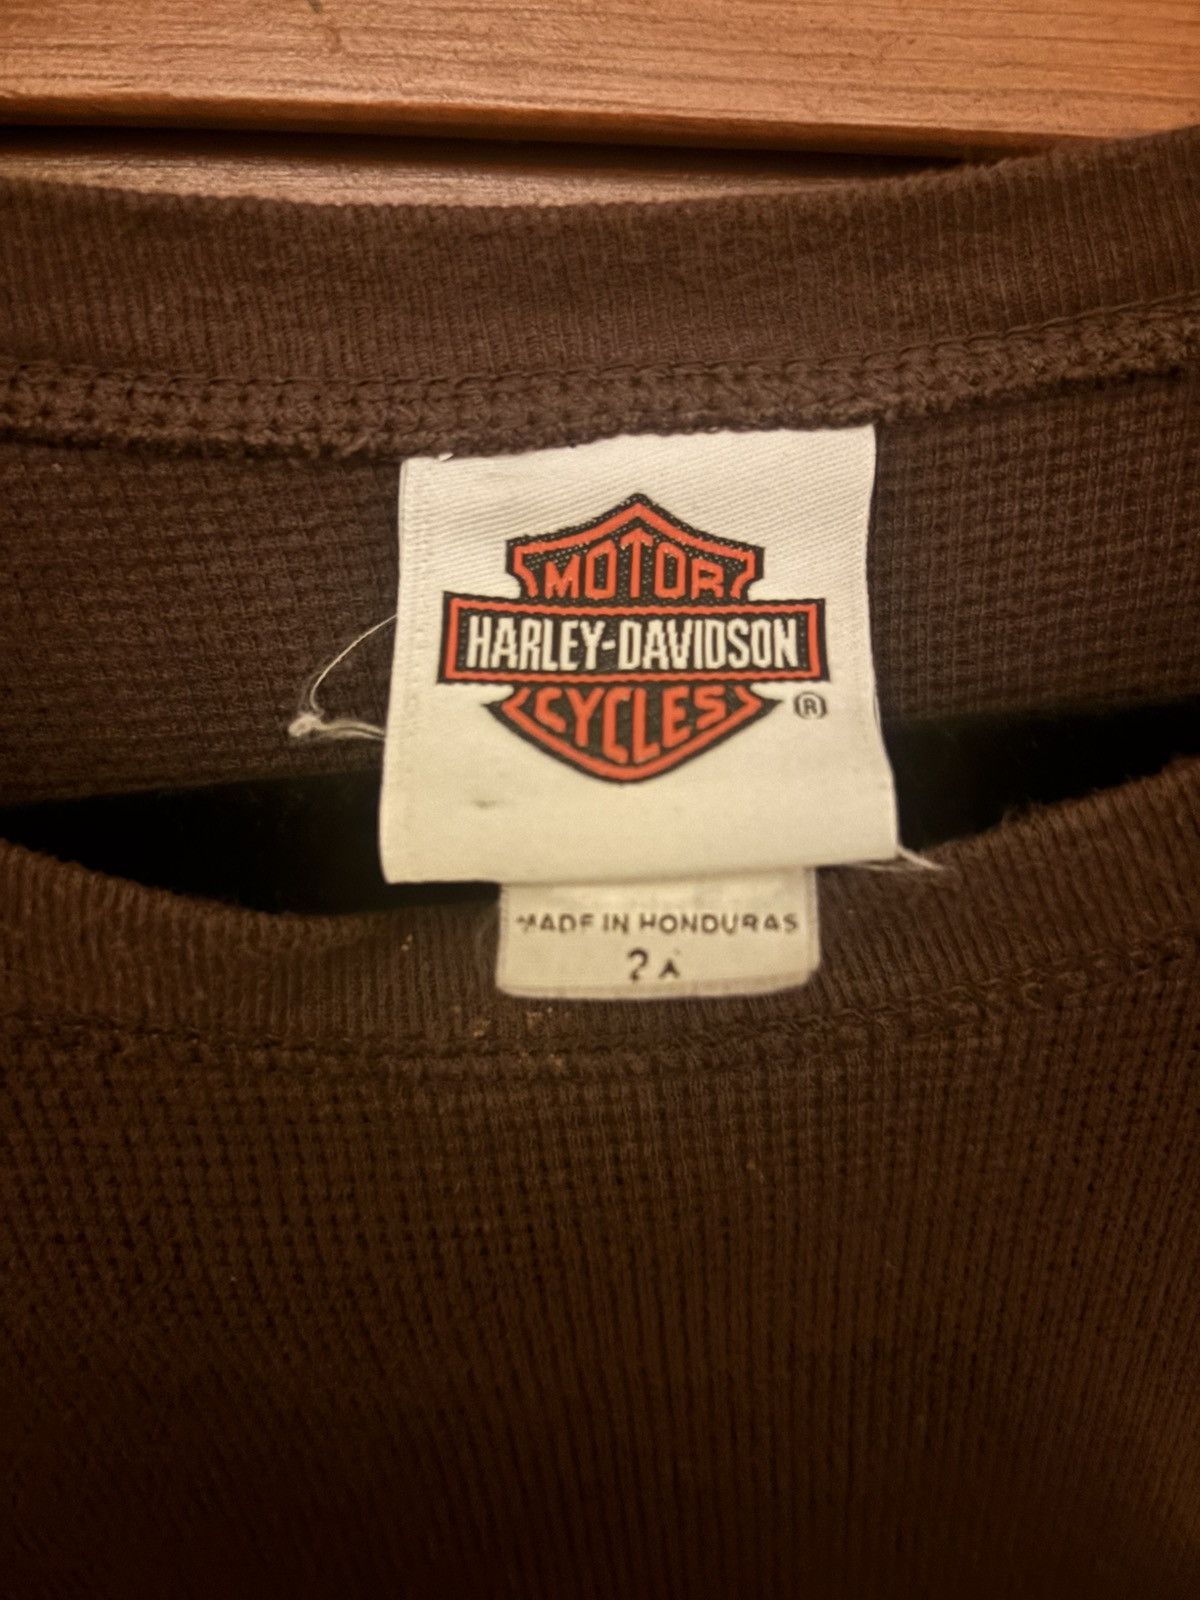 MOTOR
HARLEY-DAVIDSON
CYCLES ®
MADE IN HONDURAS